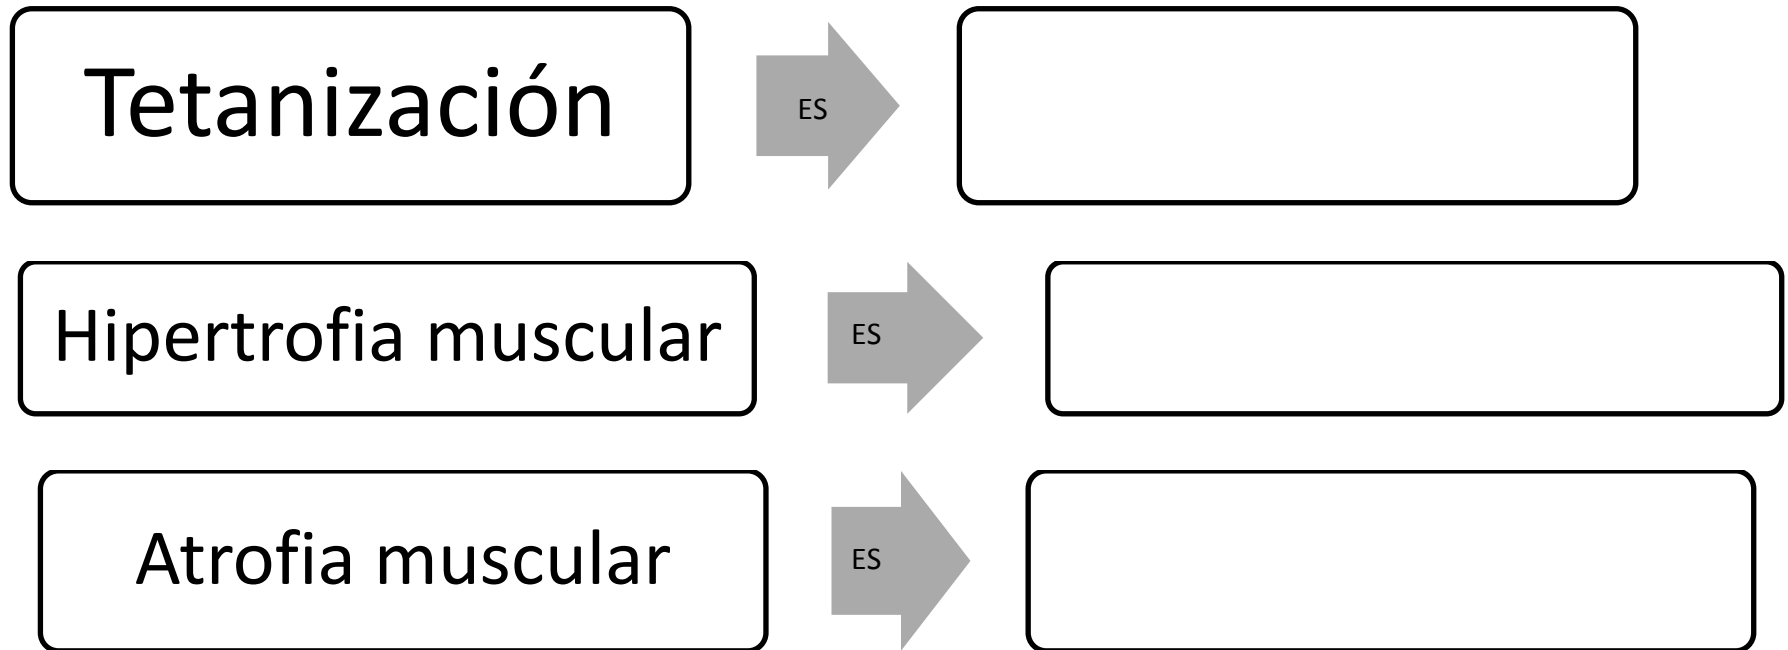 Tetanización
ES
Hipertrofia muscular
ES
Atrofia muscular
ES